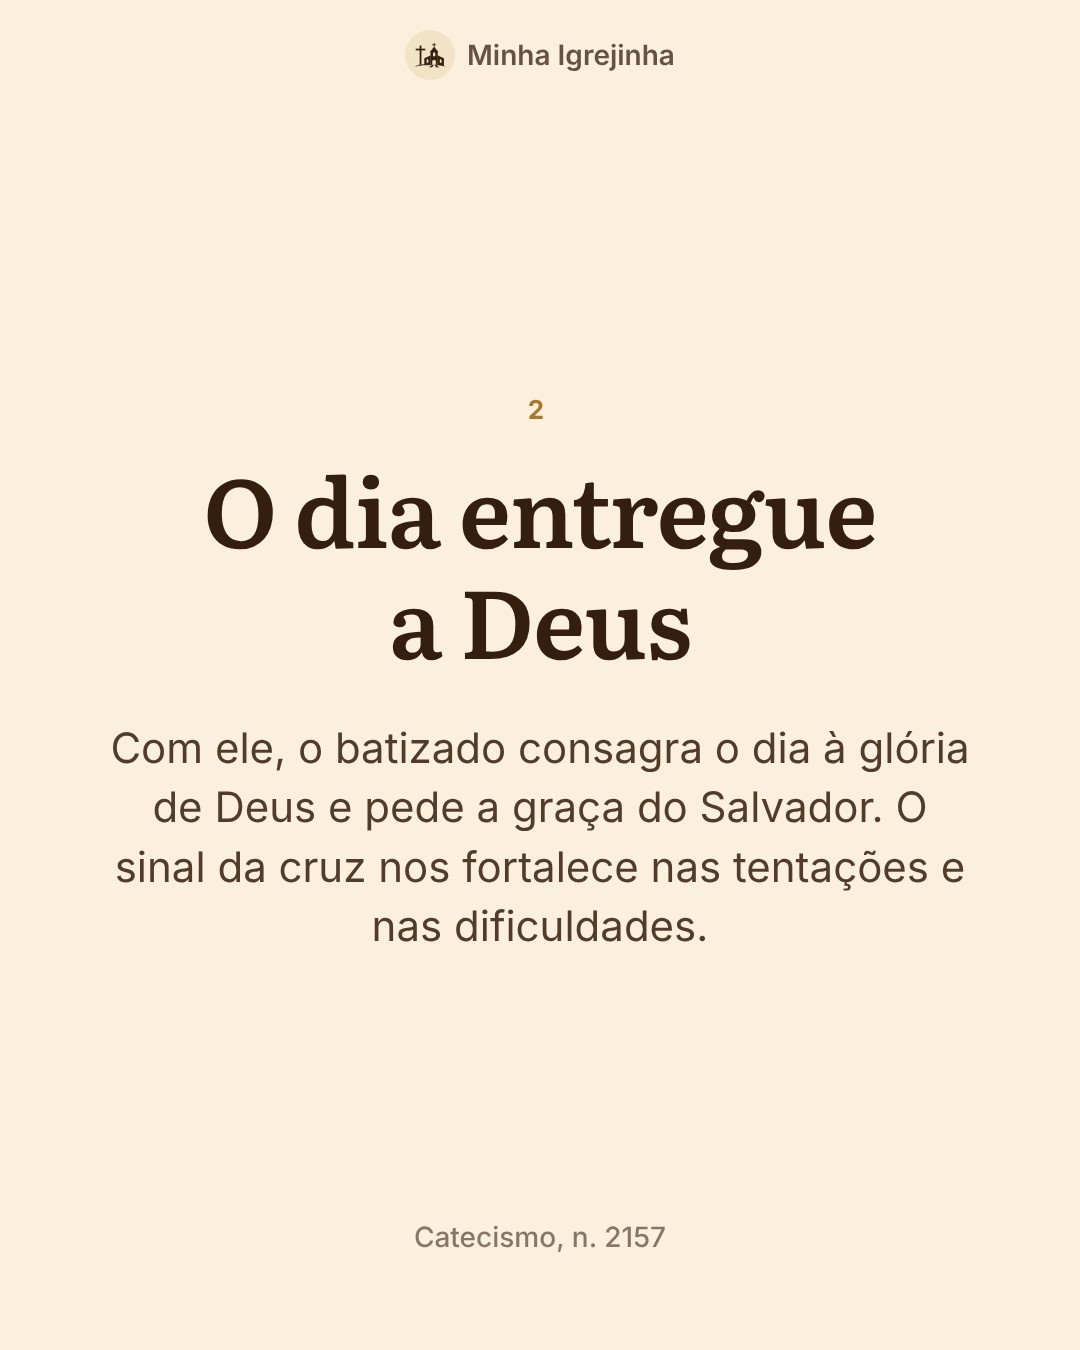 Minha Igrejinha
2
O dia entregue
a Deus
Com ele, o batizado consagra o dia à glória
de Deus e pede a graça do Salvador. O
sinal da cruz nos fortalece nas tentações e
nas dificuldades.
Catecismo, n. 2157